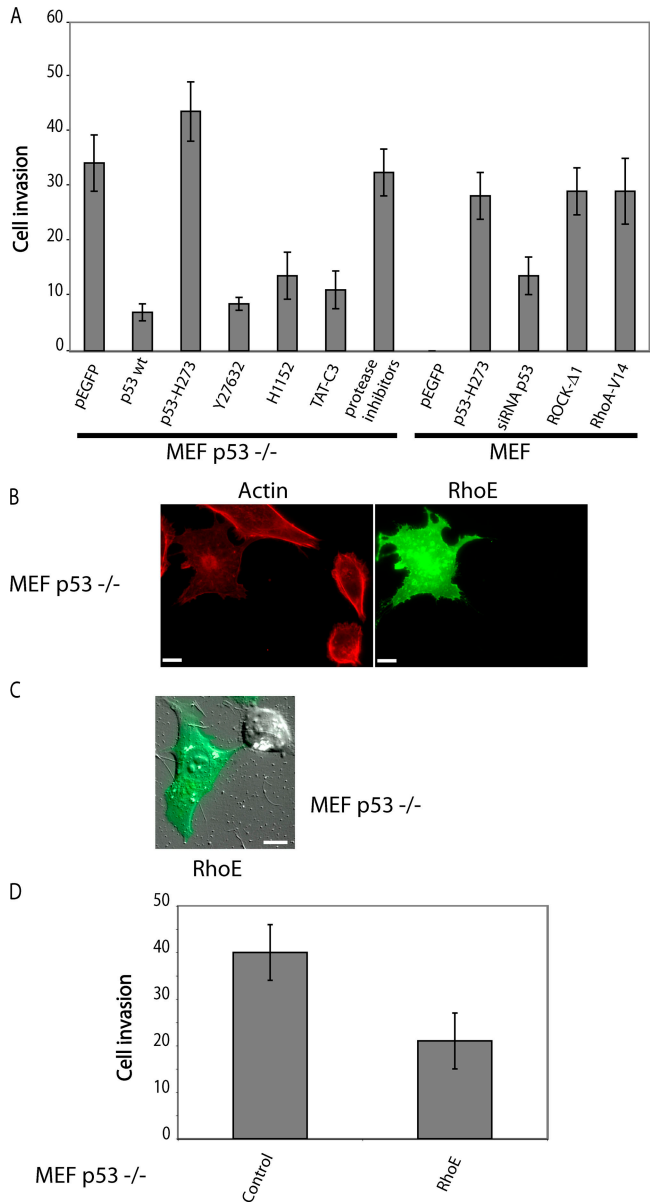 A
60
50
40
30
20
10
0
Cell invasion
pEGFP
p53 wt
p53-H273
Y27632
H1152
TAT-C3
protease
inhibitors
pEGFP
p53-H273
siRNA p53
ROCK-Δ1
RhoA-V14
MEF p53 -/-
MEF
B
Actin
RhoE
MEF p53 -/-
C
MEF p53 -/-
RhoE
D
50
40
30
20
10
0
Cell invasion
Control
RhoE
MEF p53 -/-